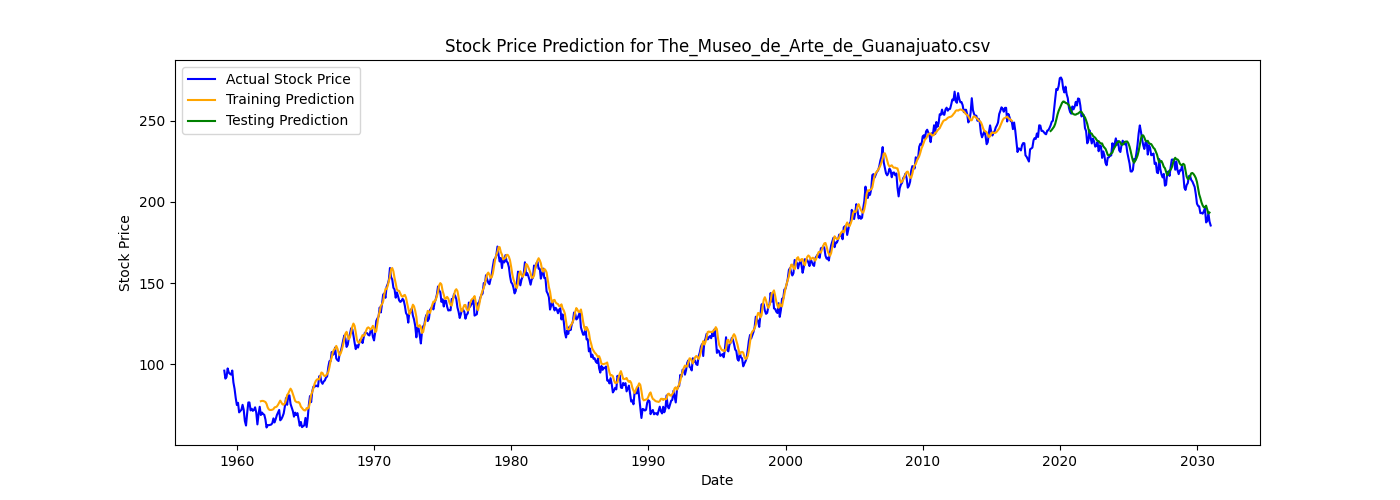 Stock Price Prediction for The_Museo_de_Arte_de_Guanajuato.csv
Actual Stock Price
Training Prediction
Testing Prediction
250
200
150
100
Stock Price
1960
1970
1980
1990
2000
2010
2020
2030
Date